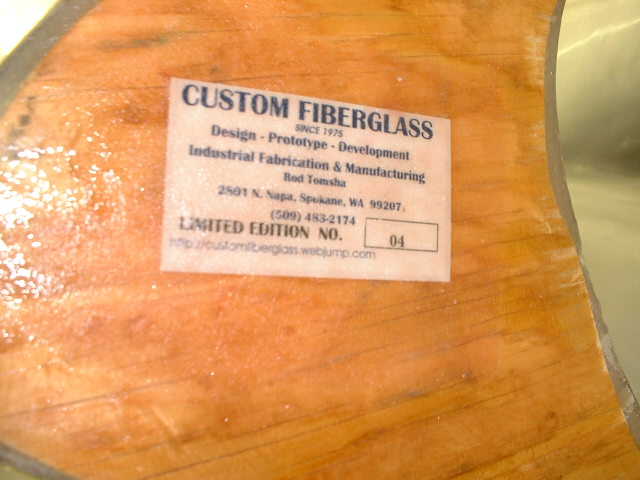 CUSTOM FIBERGLASS
SINCE 1975
Design - Prototype - Development
Industrial Fabrication & Manufacturing
Rod Tomsha
2801 N. Napa, Spokane, WA 99207
(509) 483-2174
LIMITED EDITION NO. 04
http://customfiberglass.webjump.com